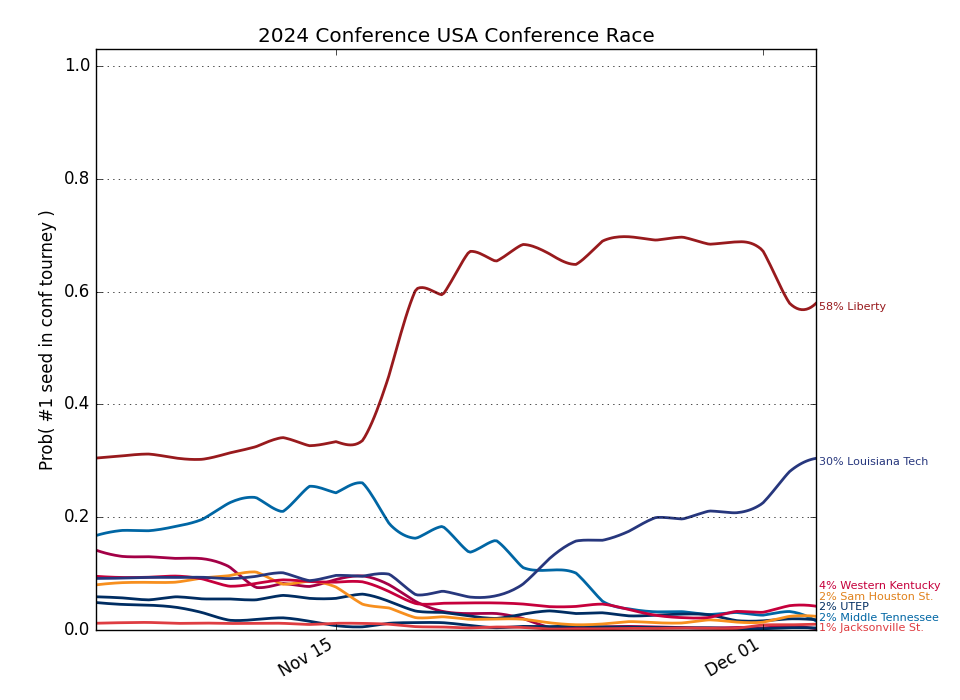 2024 Conference USA Conference Race
Prob( #1 seed in conf tourney )
1.0
0.8
0.6
0.4
0.2
0.0
Nov 15
Dec 01
58% Liberty
30% Louisiana Tech
4% Western Kentucky
2% Sam Houston St.
2% UTEP
2% Middle Tennessee
1% Jacksonville St.